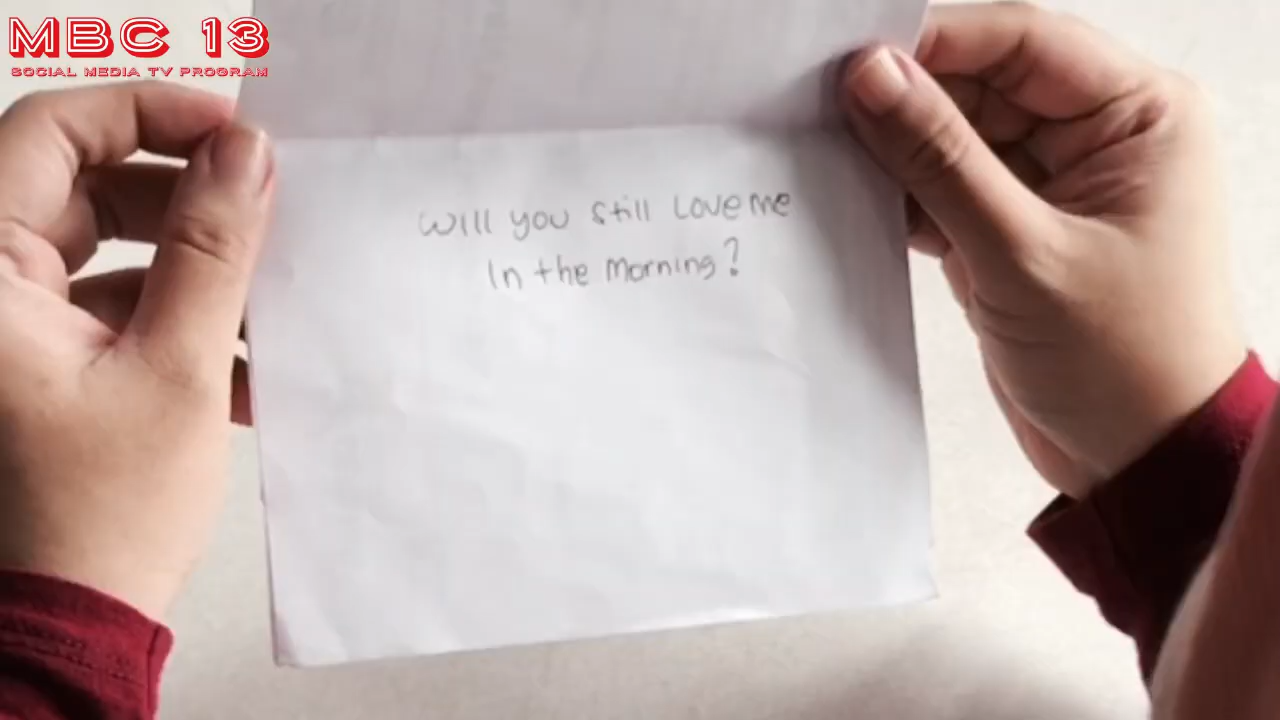 MBC 13
SOCIAL MEDIA TV PROGRAM
Will you still Love me
In the Morning?